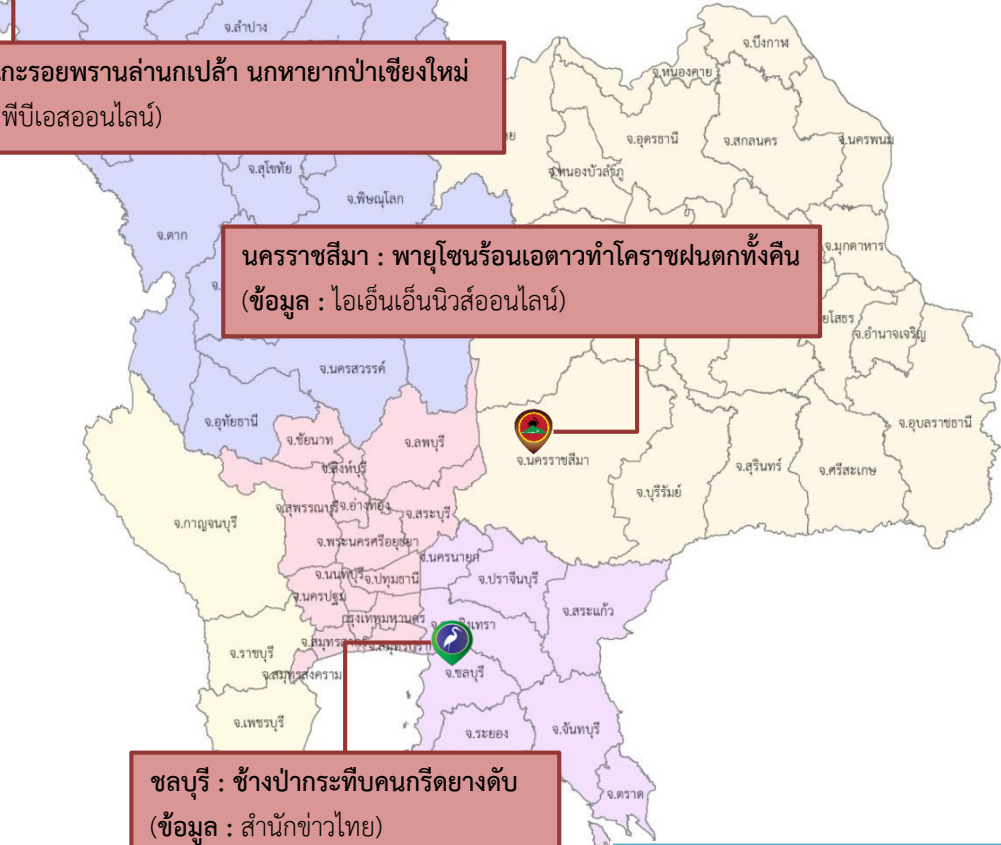 จ.ลำปาง
จ.บึงกาฬ
กะรอยพรานล่านกเปล้า นกหายากป่าเชียงใหม่
พีบีเอสออนไลน์)
จ.หนองคาย
จ.อุดรธานี
จ.สกลนคร
จ.นครพนม
จ.หนองบัวลำภู
จ.สุโขทัย
จ.พิษณุโลก
จ.ตาก
จ.มุกดาหาร
นครราชสีมา : พายุโซนร้อนเอตาวทำโคราชฝนตกทั้งคืน
(ข้อมูล : ไอเอ็นเอ็นนิวส์ออนไลน์)
ยโสธร
จ.อำนาจเจริญ
จ.นครสวรรค์
จ.อุทัยธานี
จ.ชัยนาท
จ.ลพบุรี
จ.อุบลราชธานี
จ.สิงห์บุรี
จ.นครราชสีมา
จ.สุรินทร์
จ.ศรีสะเกษ
จ.บุรีรัมย์
จ.สุพรรณบุรี
จ.อ่างทอง
จ.สระบุรี
จ.กาญจนบุรี
จ.พระนครศรีอยุธยา
จ.นครนายก
จ.นนทบุรี
จ.ปทุมธานี
จ.ปราจีนบุรี
จ.นครปฐม
จ.สระแก้ว
กรุงเทพมหานคร
จ.ราชบุรี
จ.สมุทรสงคราม
จ.ชลบุรี
จ.เพชรบุรี
จ.ระยอง
จ.จันทบุรี
ชลบุรี : ช้างป่ากระทืบคนกรีดยางดับ
(ข้อมูล : สำนักข่าวไทย)
จ.ตราด